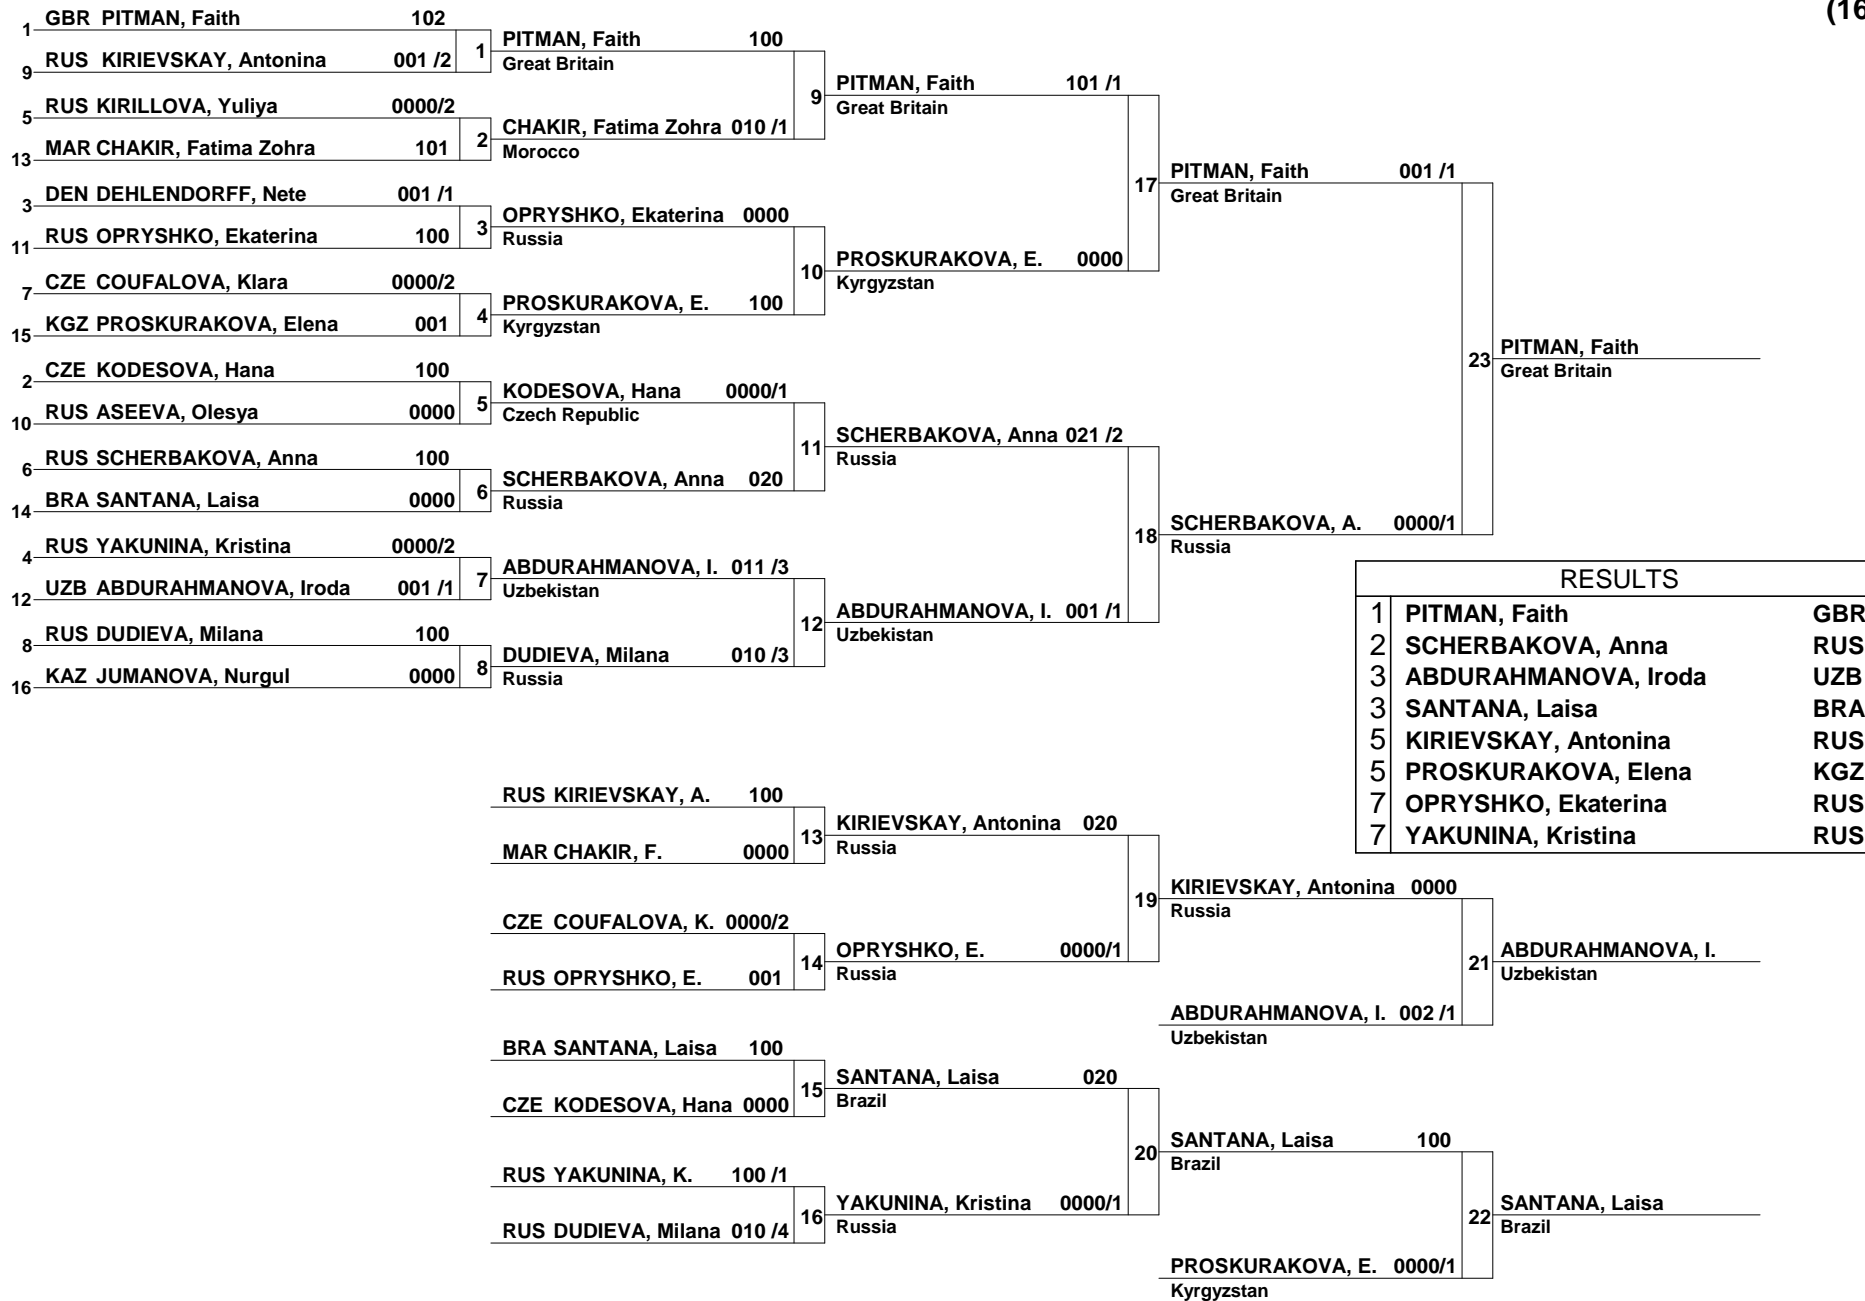 (16
1 GBR PITMAN, Faith 102
9 RUS KIRIEVSKAY, Antonina 001 /2
5 RUS KIRILLOVA, Yuliya 0000/2
13 MAR CHAKIR, Fatima Zohra 101
3 DEN DEHLENDORFF, Nete 001 /1
11 RUS OPRYSHKO, Ekaterina 100
7 CZE COUFALOVA, Klara 0000/2
15 KGZ PROSKURAKOVA, Elena 001
2 CZE KODESOVA, Hana 100
10 RUS ASEEVA, Olesya 0000
6 RUS SCHERBAKOVA, Anna 100
14 BRA SANTANA, Laisa 0000
4 RUS YAKUNINA, Kristina 0000/2
12 UZB ABDURAHMANOVA, Iroda 001 /1
8 RUS DUDIEVA, Milana 100
16 KAZ JUMANOVA, Nurgul 0000
1 PITMAN, Faith 100
Great Britain
2 CHAKIR, Fatima Zohra 010 /1
Morocco
3 OPRYSHKO, Ekaterina 0000
Russia
4 PROSKURAKOVA, E. 100
Kyrgyzstan
5 KODESOVA, Hana 0000/1
Czech Republic
6 SCHERBAKOVA, Anna 020
Russia
7 ABDURAHMANOVA, I. 011 /3
Uzbekistan
8 DUDIEVA, Milana 010 /3
Russia
9 PITMAN, Faith 101 /1
Great Britain
10 PROSKURAKOVA, E. 0000
Kyrgyzstan
11 SCHERBAKOVA, Anna 021 /2
Russia
12 ABDURAHMANOVA, I. 001 /1
Uzbekistan
17 PITMAN, Faith 001 /1
Great Britain
18 SCHERBAKOVA, A. 0000/1
Russia
23 PITMAN, Faith
Great Britain
RESULTS
1 PITMAN, Faith GBR
2 SCHERBAKOVA, Anna RUS
3 ABDURAHMANOVA, Iroda UZB
3 SANTANA, Laisa BRA
5 KIRIEVSKAY, Antonina RUS
5 PROSKURAKOVA, Elena KGZ
7 OPRYSHKO, Ekaterina RUS
7 YAKUNINA, Kristina RUS
RUS KIRIEVSKAY, A. 100
MAR CHAKIR, F. 0000
CZE COUFALOVA, K. 0000/2
RUS OPRYSHKO, E. 001
BRA SANTANA, Laisa 100
CZE KODESOVA, Hana 0000
RUS YAKUNINA, K. 100 /1
RUS DUDIEVA, Milana 010 /4
13 KIRIEVSKAY, Antonina 020
Russia
14 OPRYSHKO, E. 0000/1
Russia
15 SANTANA, Laisa 020
Brazil
16 YAKUNINA, Kristina 0000/1
Russia
19 KIRIEVSKAY, Antonina 0000
Russia
ABDURAHMANOVA, I. 002 /1
Uzbekistan
20 SANTANA, Laisa 100
Brazil
PROSKURAKOVA, E. 0000/1
Kyrgyzstan
21 ABDURAHMANOVA, I.
Uzbekistan
22 SANTANA, Laisa
Brazil